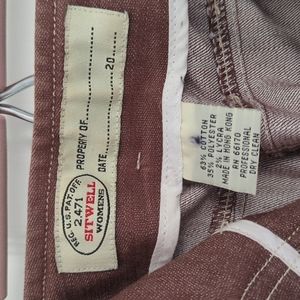 PROPERTY OF
DATE 20
REG. U.S. PAT. OFF.
2,471
SITWELL
WOMENS
63% COTTON
35% POLYESTER
2% LYCRA
MADE IN HONG KONG
RN 66170
PROFESSIONAL
DRY CLEAN